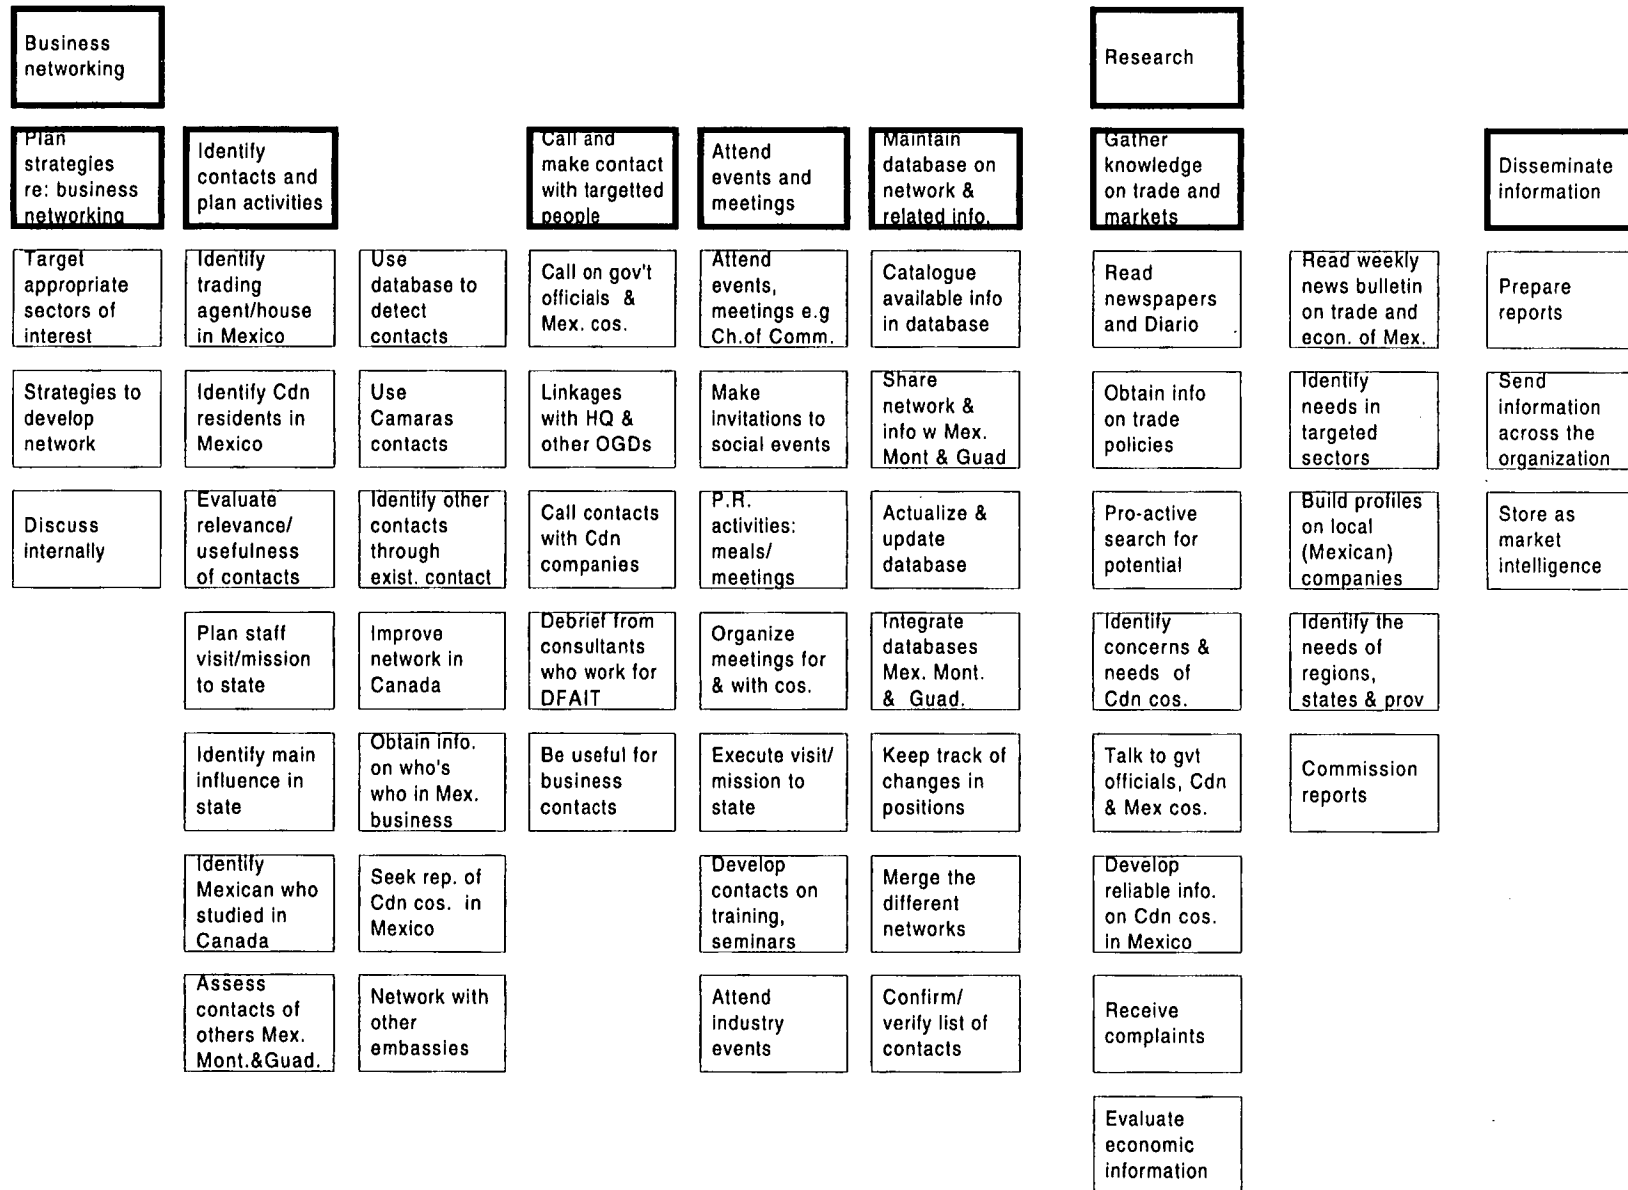 Business
networking
Research
Plan
strategies
re: business
networking
Identify
contacts and
plan activities
Call and
make contact
with targetted
people
Attend
events and
meetings
Maintain
database on
network &
related info.
Gather
knowledge
on trade and
markets
Disseminate
information
Target
appropriate
sectors of
interest
Identify
trading
agent/house
in Mexico
Use
database to
detect
contacts
Call on gov't
officials &
Mex. cos.
Attend
events,
meetings e.g
Ch.of Comm.
Catalogue
available info
in database
Read
newspapers
and Diario
Read weekly
news bulletin
on trade and
econ. of Mex.
Prepare
reports
Strategies to
develop
network
Identify Cdn
residents in
Mexico
Use
Camaras
contacts
Linkages
with HQ &
other OGDs
Make
invitations to
social events
Share
network &
info w Mex.
Mont & Guad
Obtain info
on trade
policies
Identify
needs in
targeted
sectors
Send
information
across the
organization
Discuss
internally
Evaluate
relevance/
usefulness
of contacts
Identify other
contacts
through
exist. contact
Call contacts
with Cdn
companies
P.R.
activities:
meals/
meetings
Actualize &
update
database
Pro-active
search for
potential
Build profiles
on local
(Mexican)
companies
Store as
market
intelligence
Plan staff
visit/mission
to state
Improve
network in
Canada
Debrief from
consultants
who work for
DFAIT
Organize
meetings for
& with cos.
Integrate
databases
Mex. Mont.
& Guad.
Identify
concerns &
needs of
Cdn cos.
Identify the
needs of
regions,
states & prov
Identify main
influence in
state
Obtain info.
on who's
who in Mex.
business
Be useful for
business
contacts
Execute visit/
mission to
state
Keep track of
changes in
positions
Talk to gvt
officials, Cdn
& Mex cos.
Commission
reports
Identify
Mexican who
studied in
Canada
Seek rep. of
Cdn cos. in
Mexico
Develop
contacts on
training,
seminars
Merge the
different
networks
Develop
reliable info.
on Cdn cos.
in Mexico
Assess
contacts of
others Mex.
Mont.&Guad.
Network with
other
embassies
Attend
industry
events
Confirm/
verify list of
contacts
Receive
complaints
Evaluate
economic
information